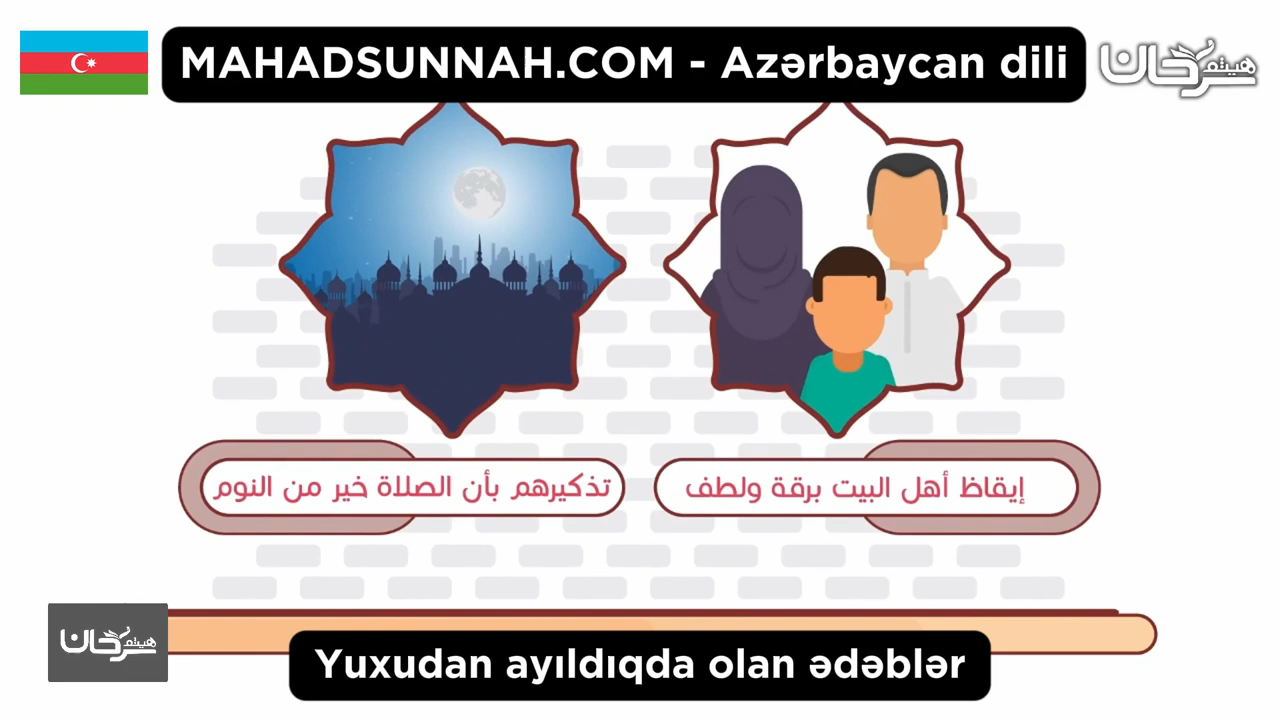 MAHADSUNNAH.COM - Azərbaycan dili
هيثم سرحان
إيقاظ أهل البيت برقة ولطف
تذكيرهم بأن الصلاة خير من النوم
هيثم سرحان
Yuxudan ayıldıqda olan ədəblər